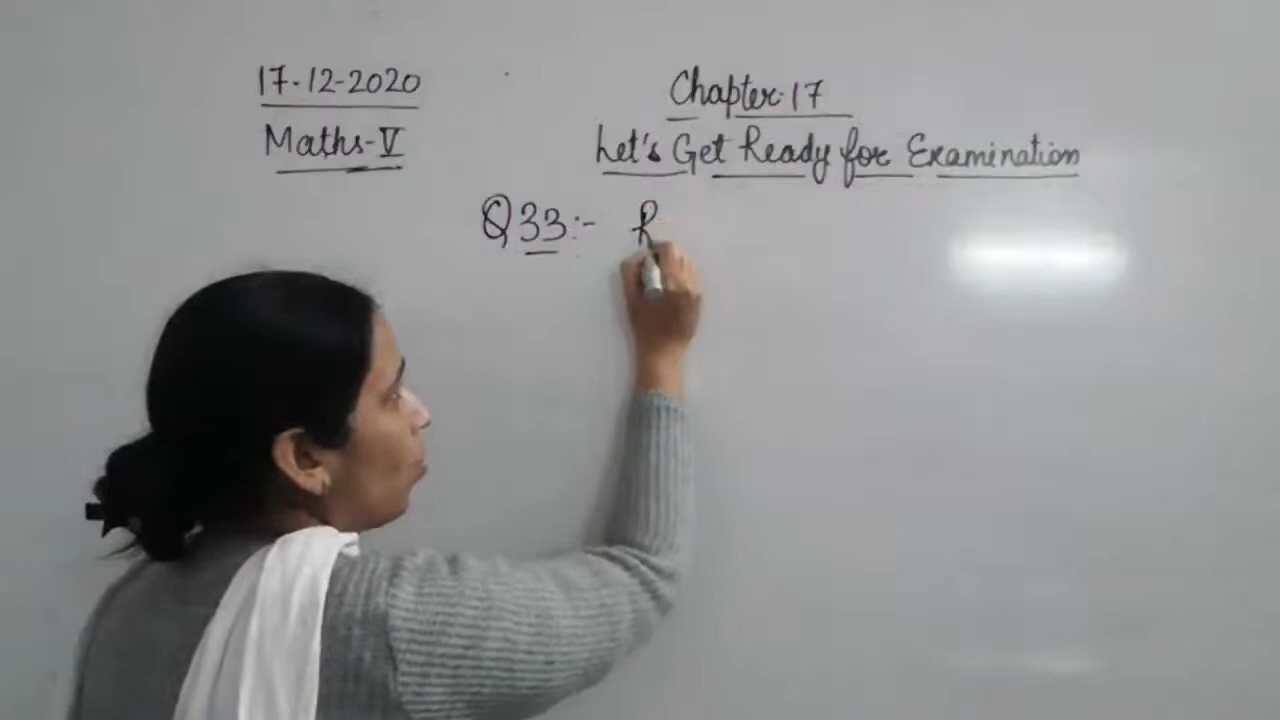 17-12-2020
Maths-V
Chapter-17
Let's Get Ready for Examination
Q33:- R